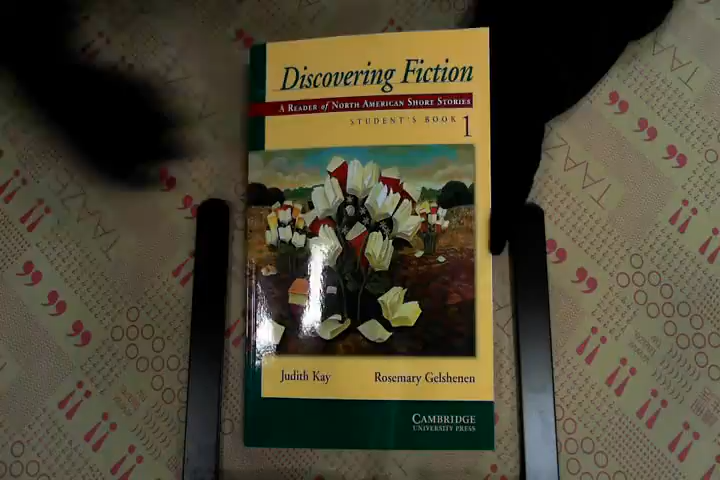 Discovering Fiction
A READER of NORTH AMERICAN SHORT STORIES
STUDENT'S BOOK 1
Judith Kay Rosemary Gelshenen
CAMBRIDGE
UNIVERSITY PRESS